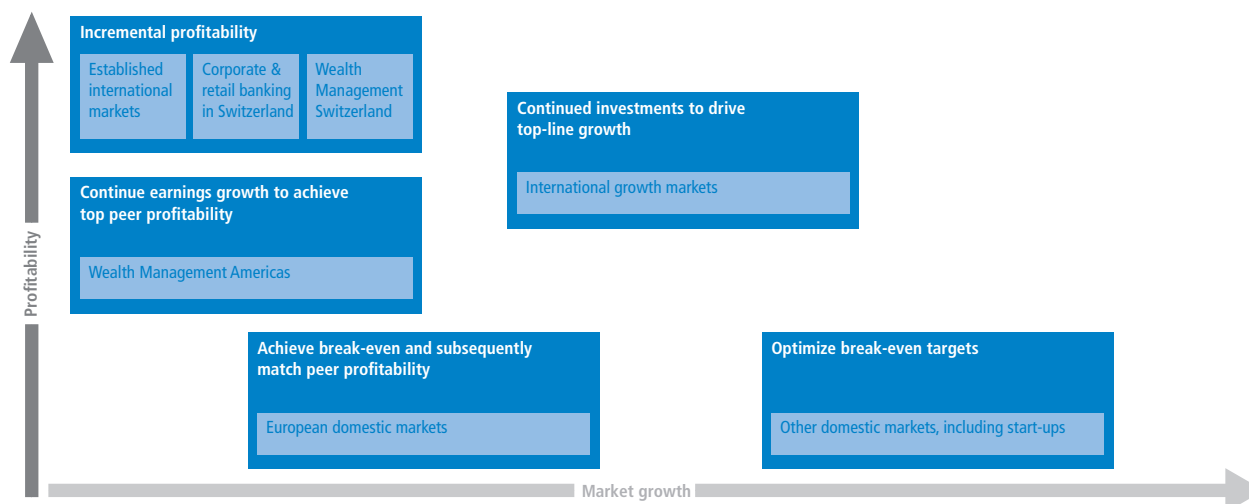 Incremental profitability
Established
international
markets
Corporate &
retail banking
in Switzerland
Wealth
Management
Switzerland
Continued investments to drive
top-line growth
International growth markets
Continue earnings growth to achieve
top peer profitability
Wealth Management Americas
Profitability
Achieve break-even and subsequently
match peer profitability
European domestic markets
Optimize break-even targets
Other domestic markets, including start-ups
Market growth